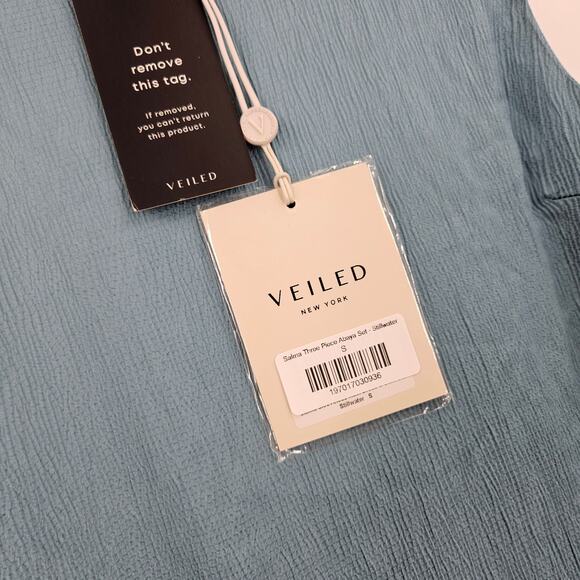 Don't
remove
this tag.
If removed,
you can't return
this product.
VEILED
V
VEILED
NEW YORK
Salma Three Piece Abaya Set - Stillwater
S
197017030936
Stillwater S